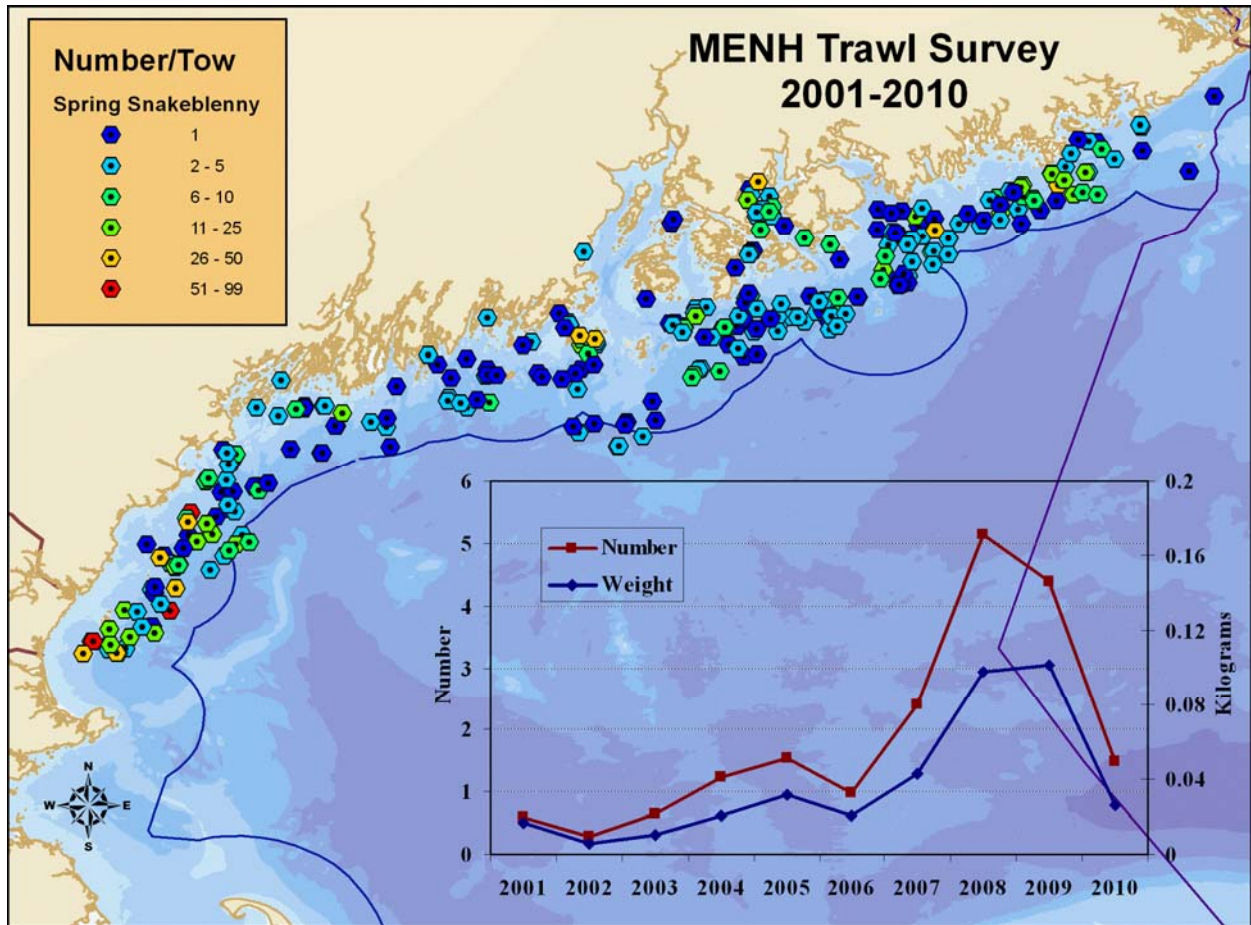 MENH Trawl Survey
2001-2010
Number/Tow
Spring Snakeblenny
1
2 - 5
6 - 10
11 - 25
26 - 50
51 - 99
N
W
E
S
Number
Weight
Number
6
5
4
3
2
1
0
Kilograms
0.2
0.16
0.12
0.08
0.04
0
2001 2002 2003 2004 2005 2006 2007 2008 2009 2010